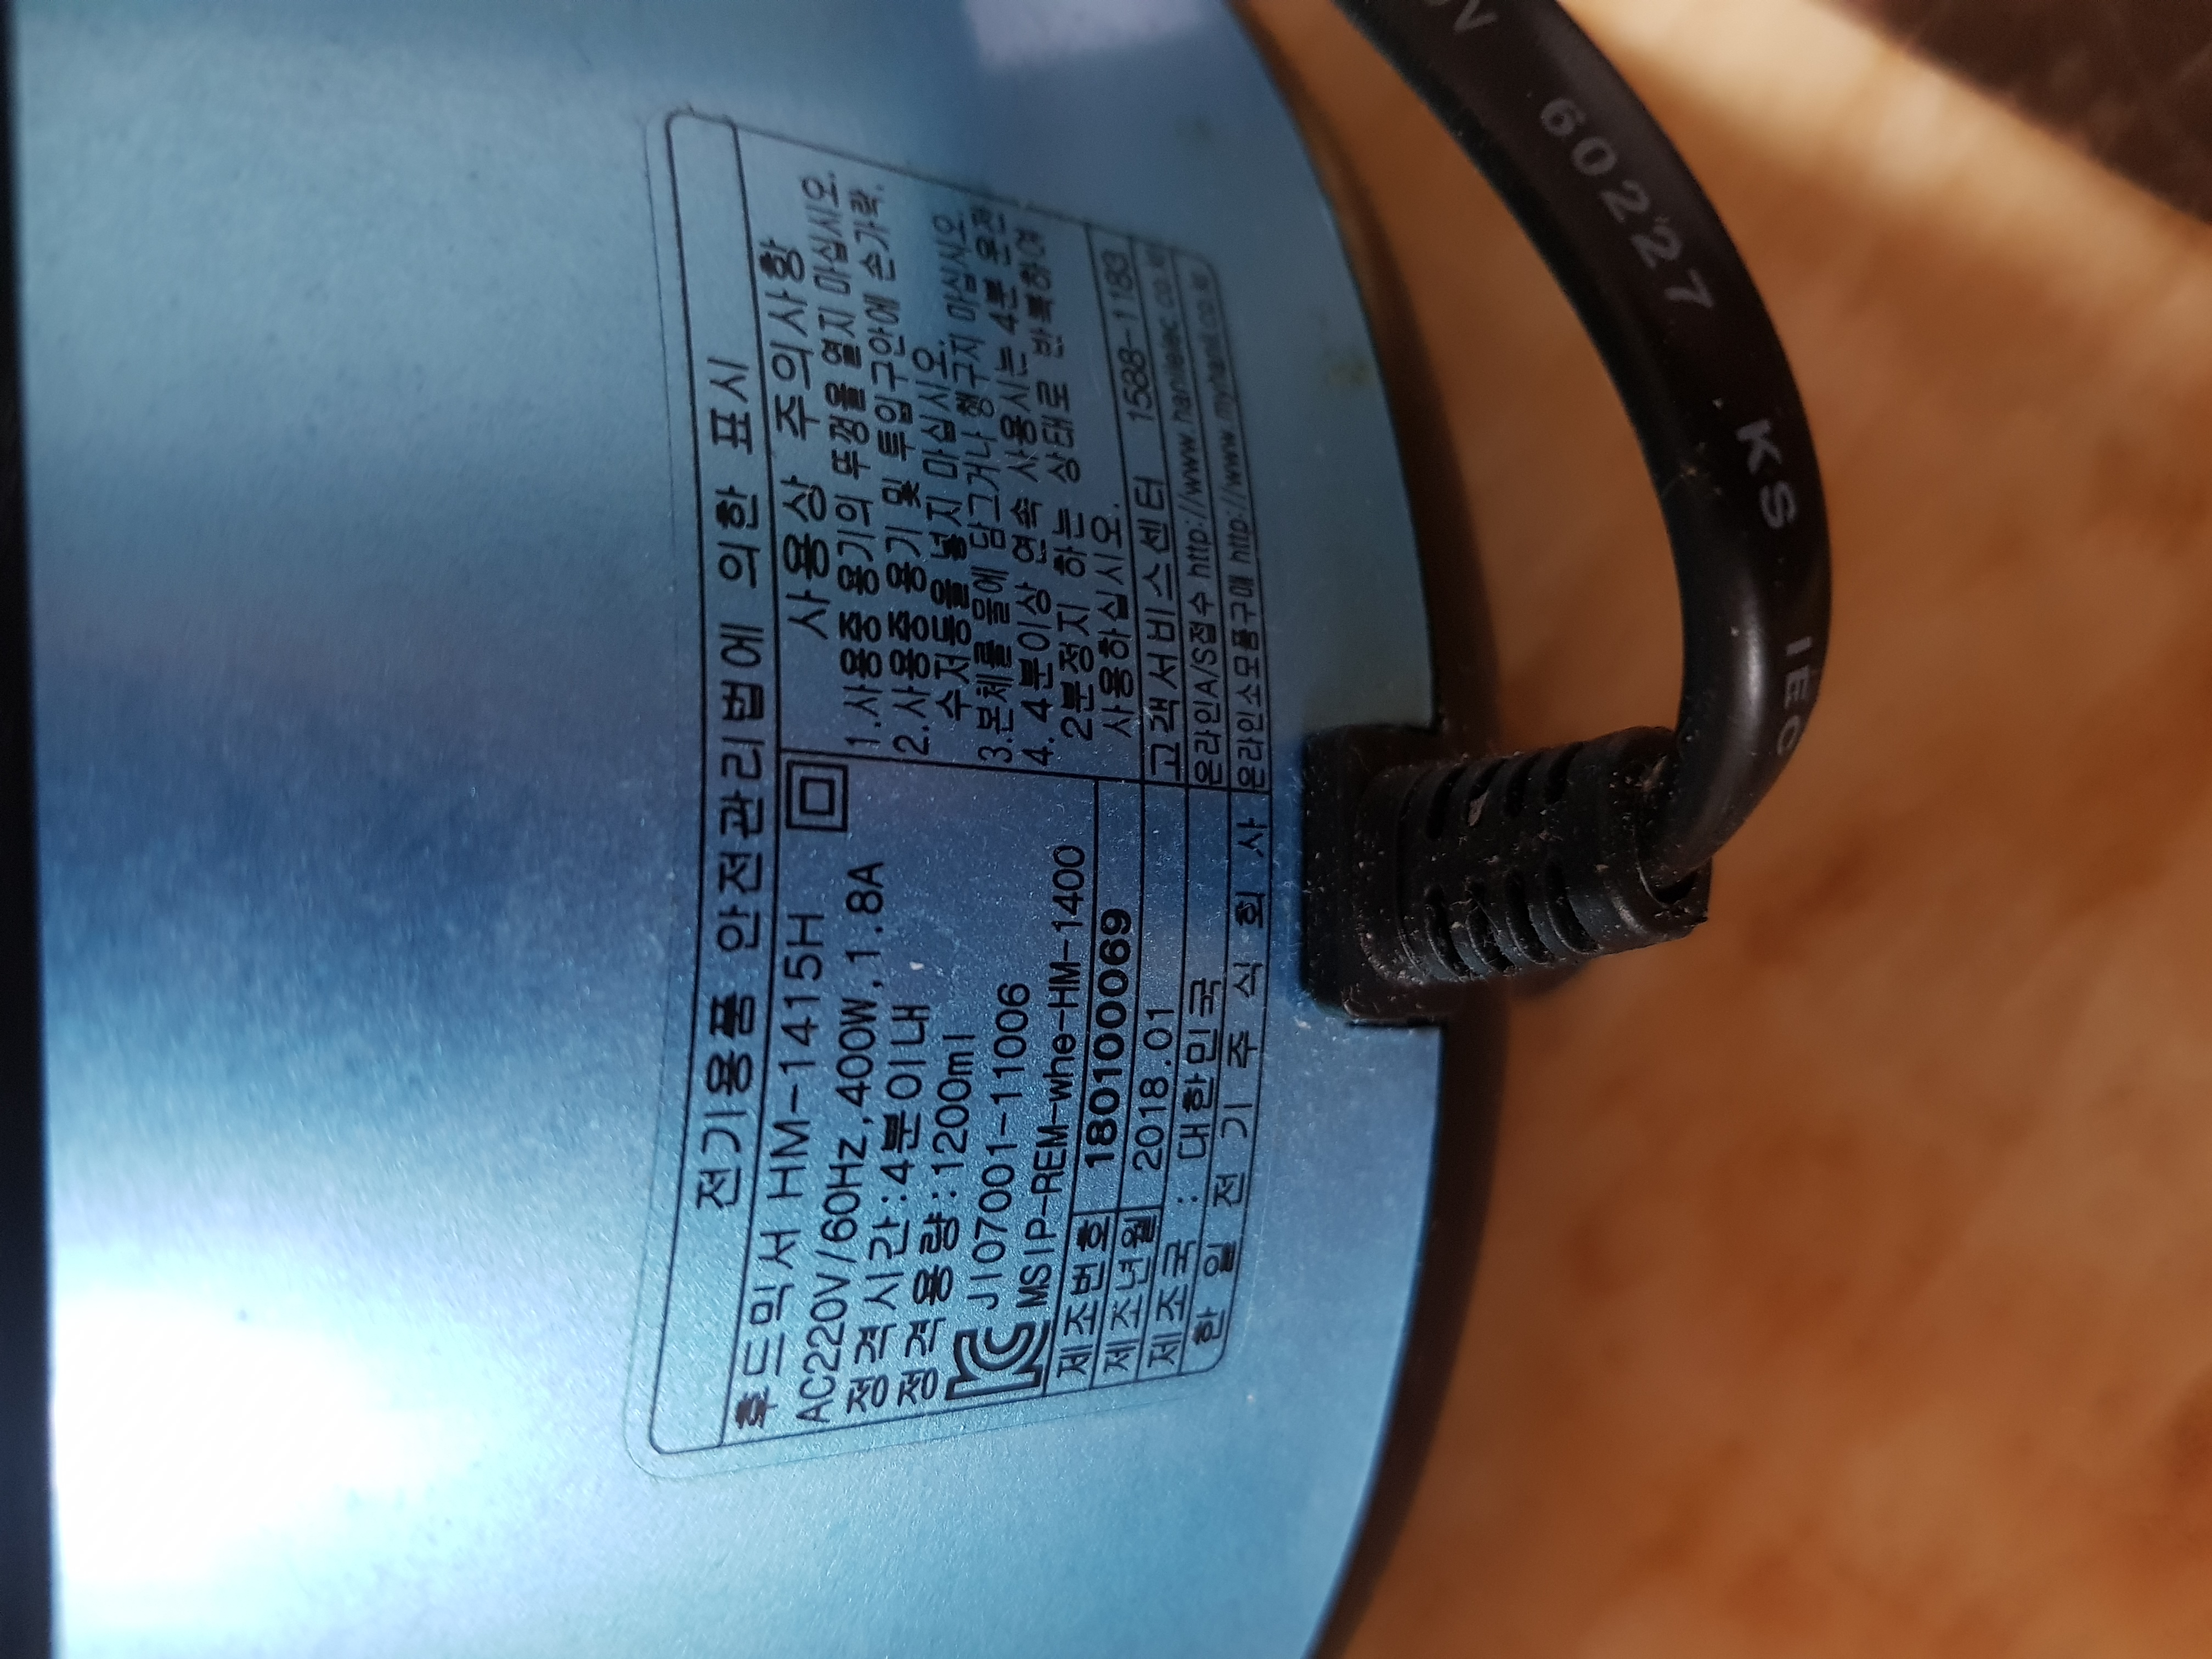 전기용품 안전관리법에 의한 표시
후드믹서 HM-1415H
AC220V/60Hz,400W,1.8A
정격시간:4분이내
정격용량:1200ml
JI07001-11006
MSIP-REM-whe-HM-1400
제조번호 180100069
제조년월 2018.01
제조국 : 대한민국
한 일 전 기 주 식 회 사
사용상 주의사항
1.사용중 용기의 뚜껑을 열지 마십시오.
2.사용중 용기 및 투입구안에 손가락.
수저등을 넣지 마십시오.
3.본체를 물에 담그거나 헹구지 마십시오
4. 4분이상 연속 사용시는 4분 운전
2분정지 하는 상태로 반복하여
사용하십시오.
고객서비스센터 1588-1183
온라인A/S접수 http://www.hanilelec.co.kr
온라인소모품구매 http://www.myhanil.co.kr
V 60227 KS IEC